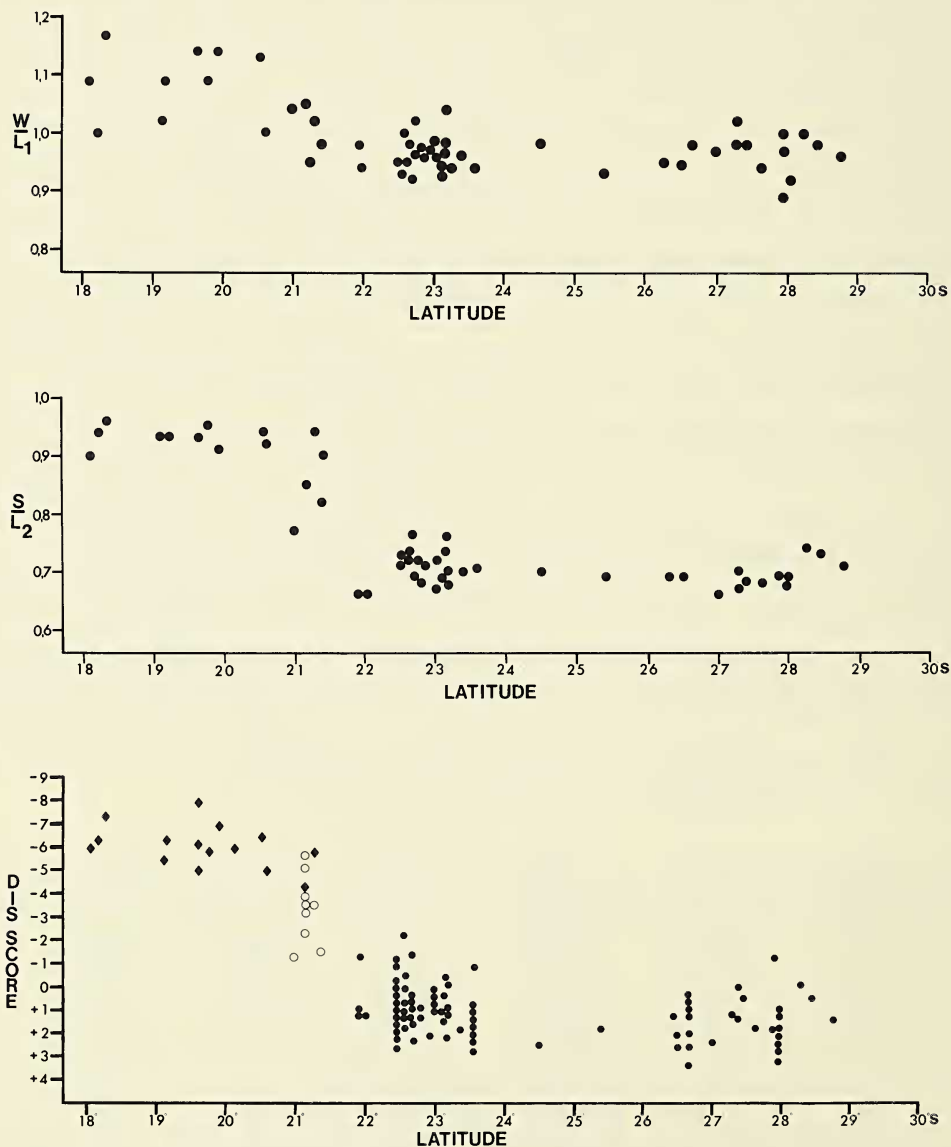 1,2
1,1
W
L1
1,0
0,9
0,8
18 19 20 21 22 23 24 25 26 27 28 29 30 S
LATITUDE
1,0
0,9
S
L2
0,8
0,7
0,6
18 19 20 21 22 23 24 25 26 27 28 29 30 S
LATITUDE
-9
-8
-7
-6
-5
-4
-3
-2
-1
0
+1
+2
+3
+4
DIS SCORE
18° 19° 20° 21° 22° 23° 24° 25° 26° 27° 28° 29° 30°S
LATITUDE